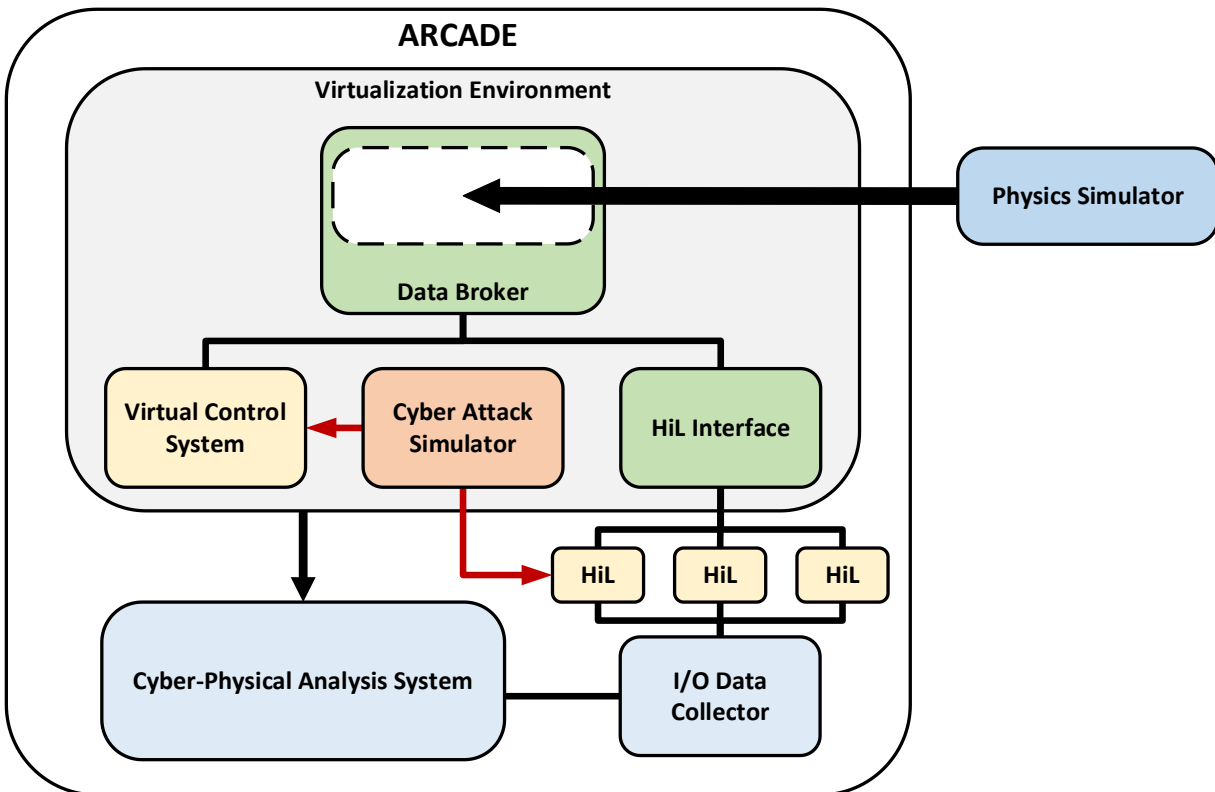 ARCADE
Virtualization Environment
Physics Simulator
Data Broker
Virtual Control
System
Cyber Attack
Simulator
HiL Interface
HiL
HiL
HiL
Cyber-Physical Analysis System
I/O Data
Collector